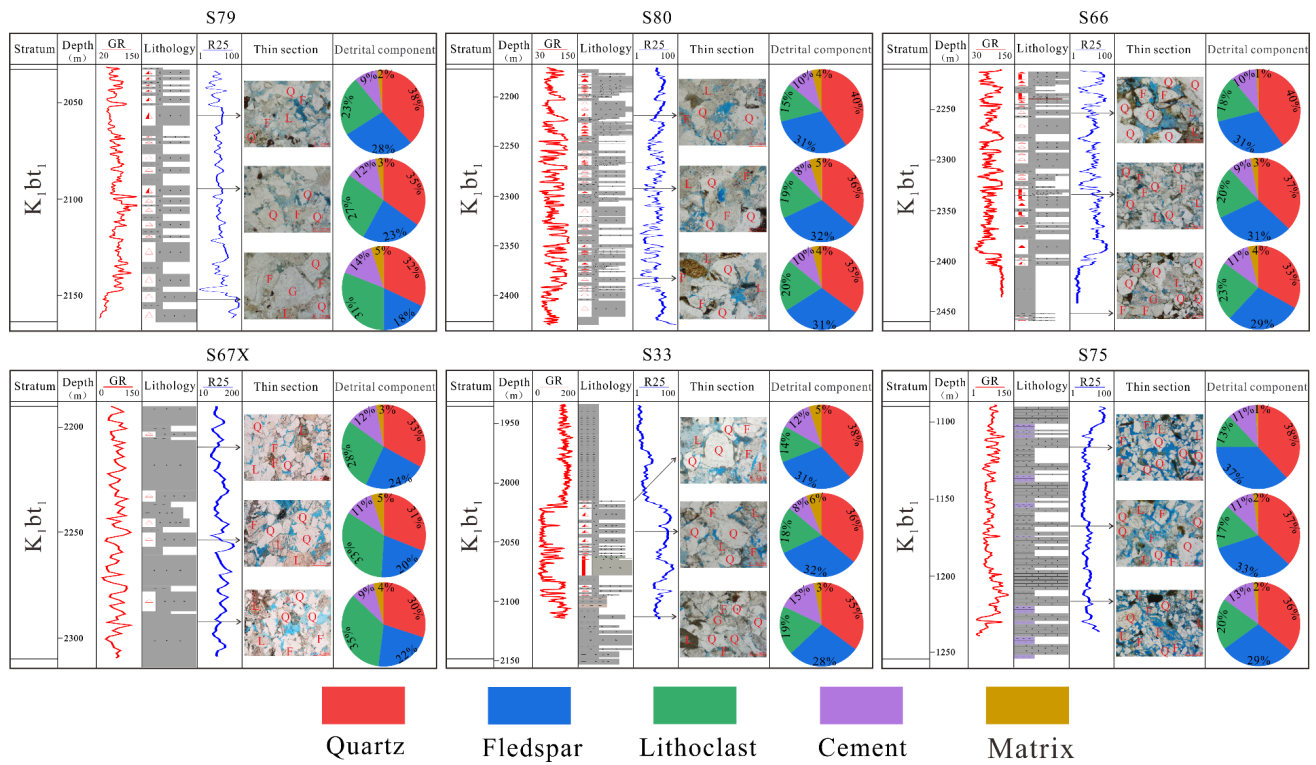 S79
Stratum Depth (m) GR 20 150 Lithology R25 1 100 Thin section Detrital component
K₁bt₁
2050
2100
2150
38% 28% 23% 9% 2%
35% 23% 27% 12% 3%
32% 18% 31% 14% 5%
S80
Stratum Depth (m) GR 30 150 Lithology R25 1 100 Thin section Detrital component
K₁bt₁
2200
2250
2300
2350
2400
40% 31% 15% 10% 4%
36% 32% 19% 8% 5%
35% 31% 20% 10% 4%
S66
Stratum Depth (m) GR 30 150 Lithology R25 1 100 Thin section Detrital component
K₁bt₁
2250
2300
2350
2400
2450
40% 31% 18% 10% 1%
37% 31% 20% 9% 3%
33% 29% 23% 11% 4%
S67X
Stratum Depth (m) GR 0 150 Lithology R25 10 200 Thin section Detrital component
K₁bt₁
2200
2250
2300
33% 24% 28% 12% 3%
31% 20% 33% 11% 5%
30% 22% 35% 9% 4%
S33
Stratum Depth (m) GR 0 200 Lithology R25 1 100 Thin section Detrital component
K₁bt₁
1950
2000
2050
2100
2150
38% 31% 14% 12% 5%
36% 32% 18% 8% 6%
35% 28% 19% 15% 3%
S75
Stratum Depth (m) GR 1 150 Lithology R25 1 100 Thin section Detrital component
K₁bt₁
1100
1150
1200
1250
38% 37% 13% 11% 1%
37% 33% 17% 11% 2%
36% 29% 20% 13% 2%
Quartz Fledspar Lithoclast Cement Matrix